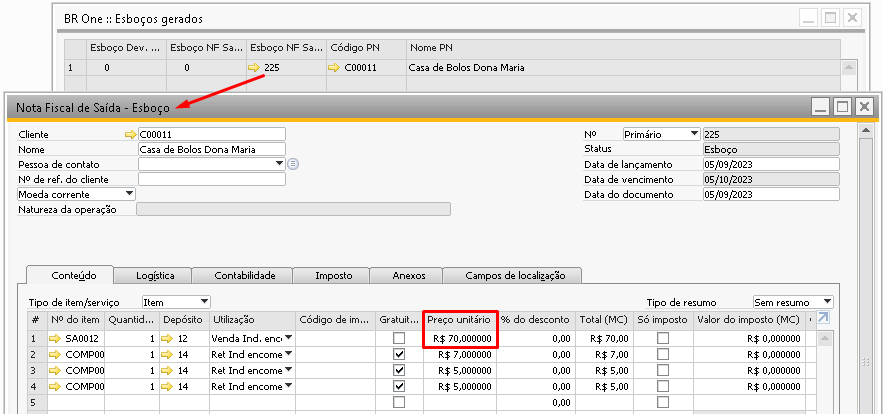 BR One :: Esboços gerados
Esboço Dev. ... Esboço NF Sa... Esboço NF Sa... Código PN Nome PN
1 0 0 225 C00011 Casa de Bolos Dona Maria
Nota Fiscal de Saída - Esboço
Cliente C00011 Nº Primário 225
Nome Casa de Bolos Dona Maria Status Esboço
Pessoa de contato Data de lançamento 05/09/2023
Nº de ref. do cliente Data de vencimento 05/10/2023
Moeda corrente Data do documento 05/09/2023
Natureza da operação
Conteúdo Logística Contabilidade Imposto Anexos Campos de localização
Tipo de item/serviço Item Tipo de resumo Sem resumo
# Nº do item Quantid... Depósito Utilização Código de im... Gratuit... Preço unitário % do desconto Total (MC) Só imposto Valor do imposto (MC)
1 SA0012 1 12 Venda Ind. enc R$ 70,000000 0,00 R$ 70,00 R$ 0,000000
2 COMP00 1 14 Ret Ind encome R$ 7,000000 0,00 R$ 7,00 R$ 0,000000
3 COMP00 1 14 Ret Ind encome R$ 5,000000 0,00 R$ 5,00 R$ 0,000000
4 COMP00 1 14 Ret Ind encome R$ 5,000000 0,00 R$ 5,00 R$ 0,000000
5 0,00